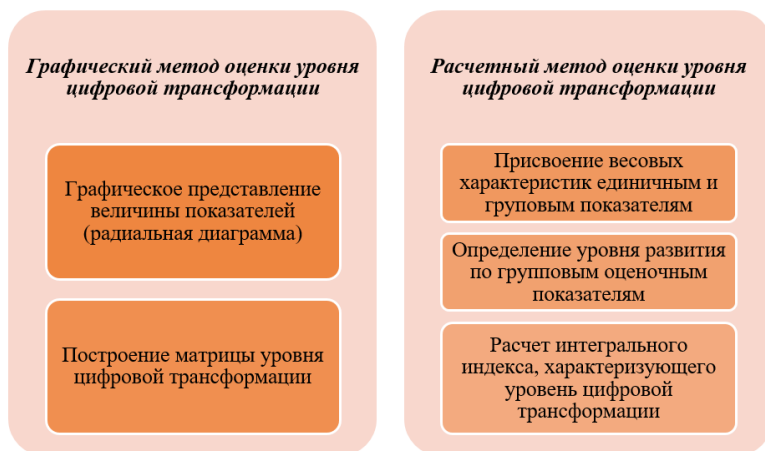 Графический метод оценки уровня
цифровой трансформации
Графическое представление
величины показателей
(радиальная диаграмма)
Построение матрицы уровня
цифровой трансформации
Расчетный метод оценки уровня
цифровой трансформации
Присвоение весовых
характеристик единичным и
груповым показателям
Определение уровня развития
по групповым оценочным
показателям
Расчет интегрального
индекса, характеризующего
уровень цифровой
трансформации